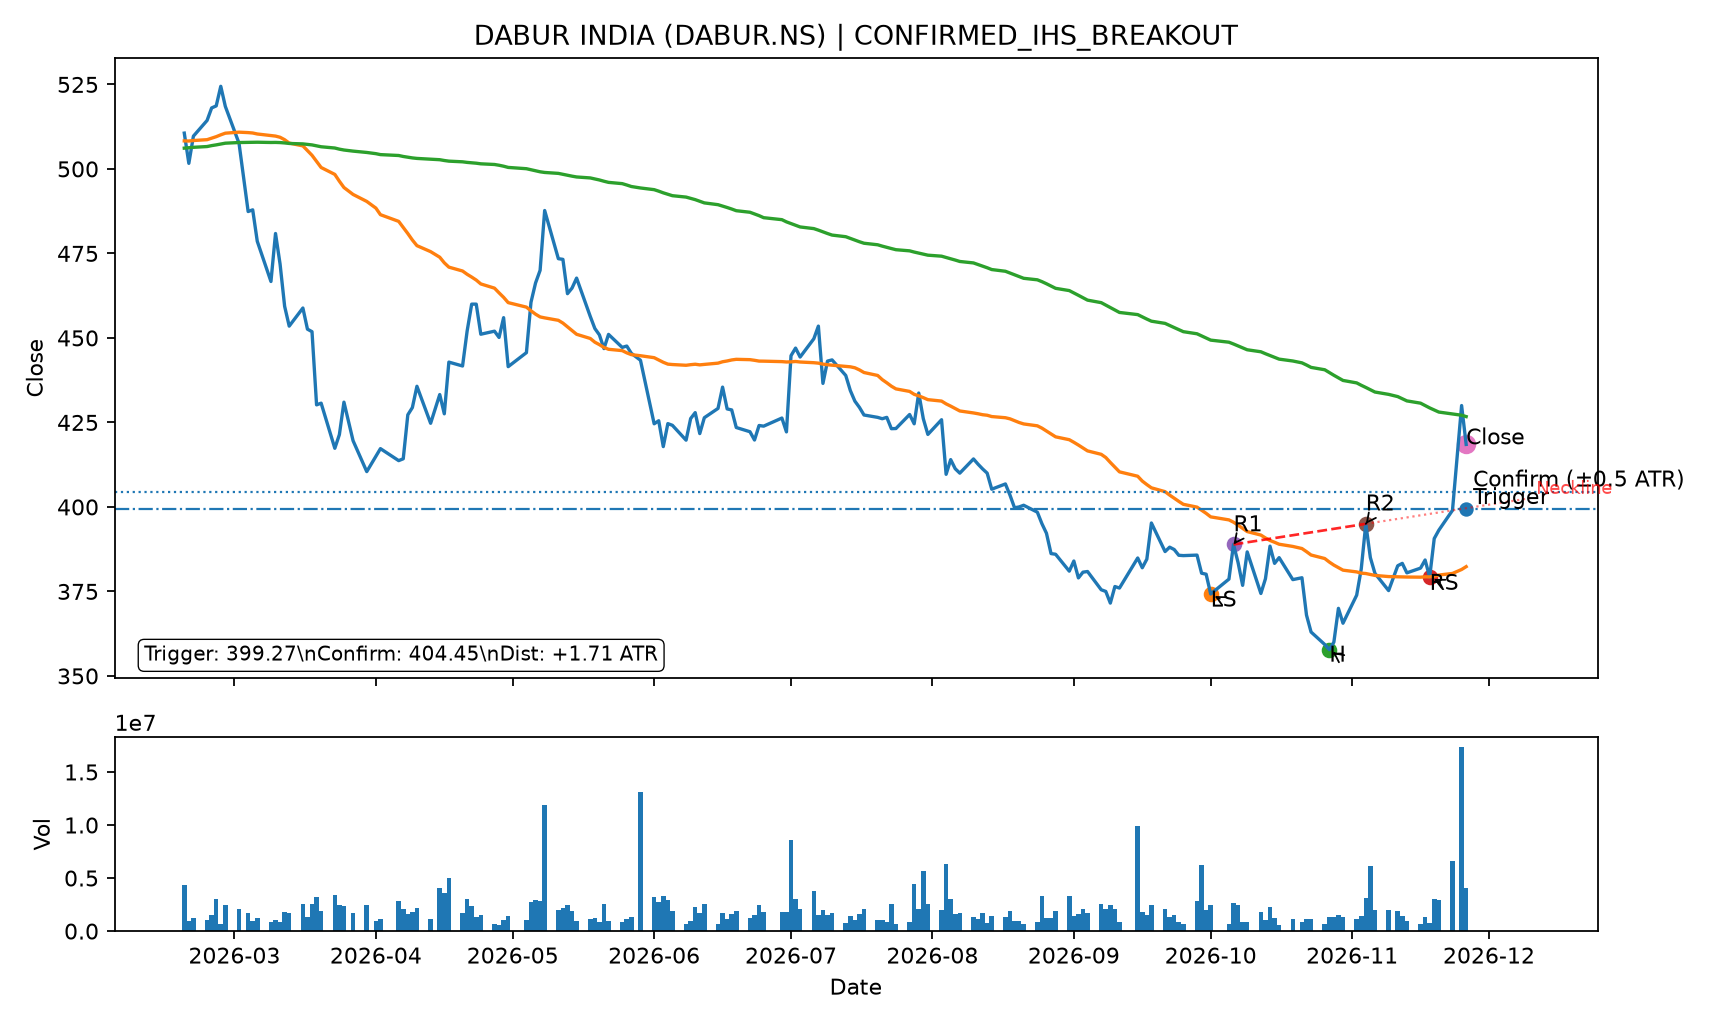 DABUR INDIA (DABUR.NS) | CONFIRMED_IHS_BREAKOUT
Close
525
500
475
450
425
400
375
350
Close
Confirm (±0.5 ATR)
Neckline
Trigger
R2
R1
RS
LS
H
Trigger: 399.27\nConfirm: 404.45\nDist: +1.71 ATR
1e7
Vol
1.5
1.0
0.5
0.0
2026-03
2026-04
2026-05
2026-06
2026-07
2026-08
2026-09
2026-10
2026-11
2026-12
Date